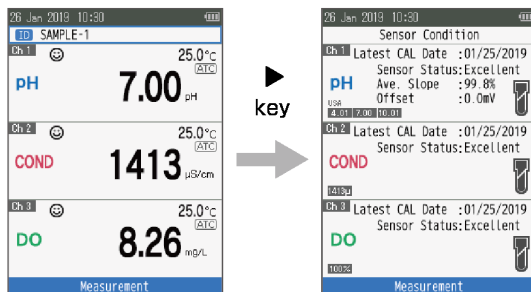 26 Jan 2019 10:30
ID SAMPLE-1
Ch 1
25.0°C
ATC
pH
7.00 pH
Ch 2
25.0°C
ATC
COND
1413 µS/cm
Ch 3
25.0°C
ATC
DO
8.26 mg/L
Measurement
key
26 Jan 2019 10:30
Sensor Condition
Ch 1 Latest CAL Date :01/25/2019
Sensor Status:Excellent
pH Ave. Slope :99.8%
Offset :0.0mV
USA
4.01 7.00 10.01
Ch 2 Latest CAL Date :01/25/2019
Sensor Status:Excellent
COND
1413µ
Ch 3 Latest CAL Date :01/25/2019
Sensor Status:Excellent
DO
100%
Measurement